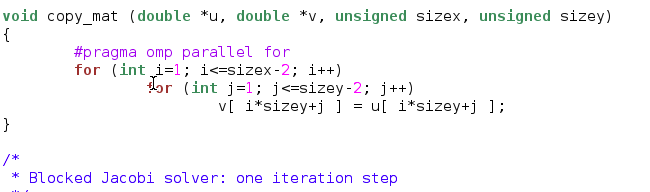 void copy_mat (double *u, double *v, unsigned sizex, unsigned sizey)
{
        #pragma omp parallel for
        for (int i=1; i<=sizex-2; i++)
                for (int j=1; j<=sizey-2; j++)
                        v[ i*sizey+j ] = u[ i*sizey+j ];
}

/*
 * Blocked Jacobi solver: one iteration step
 */